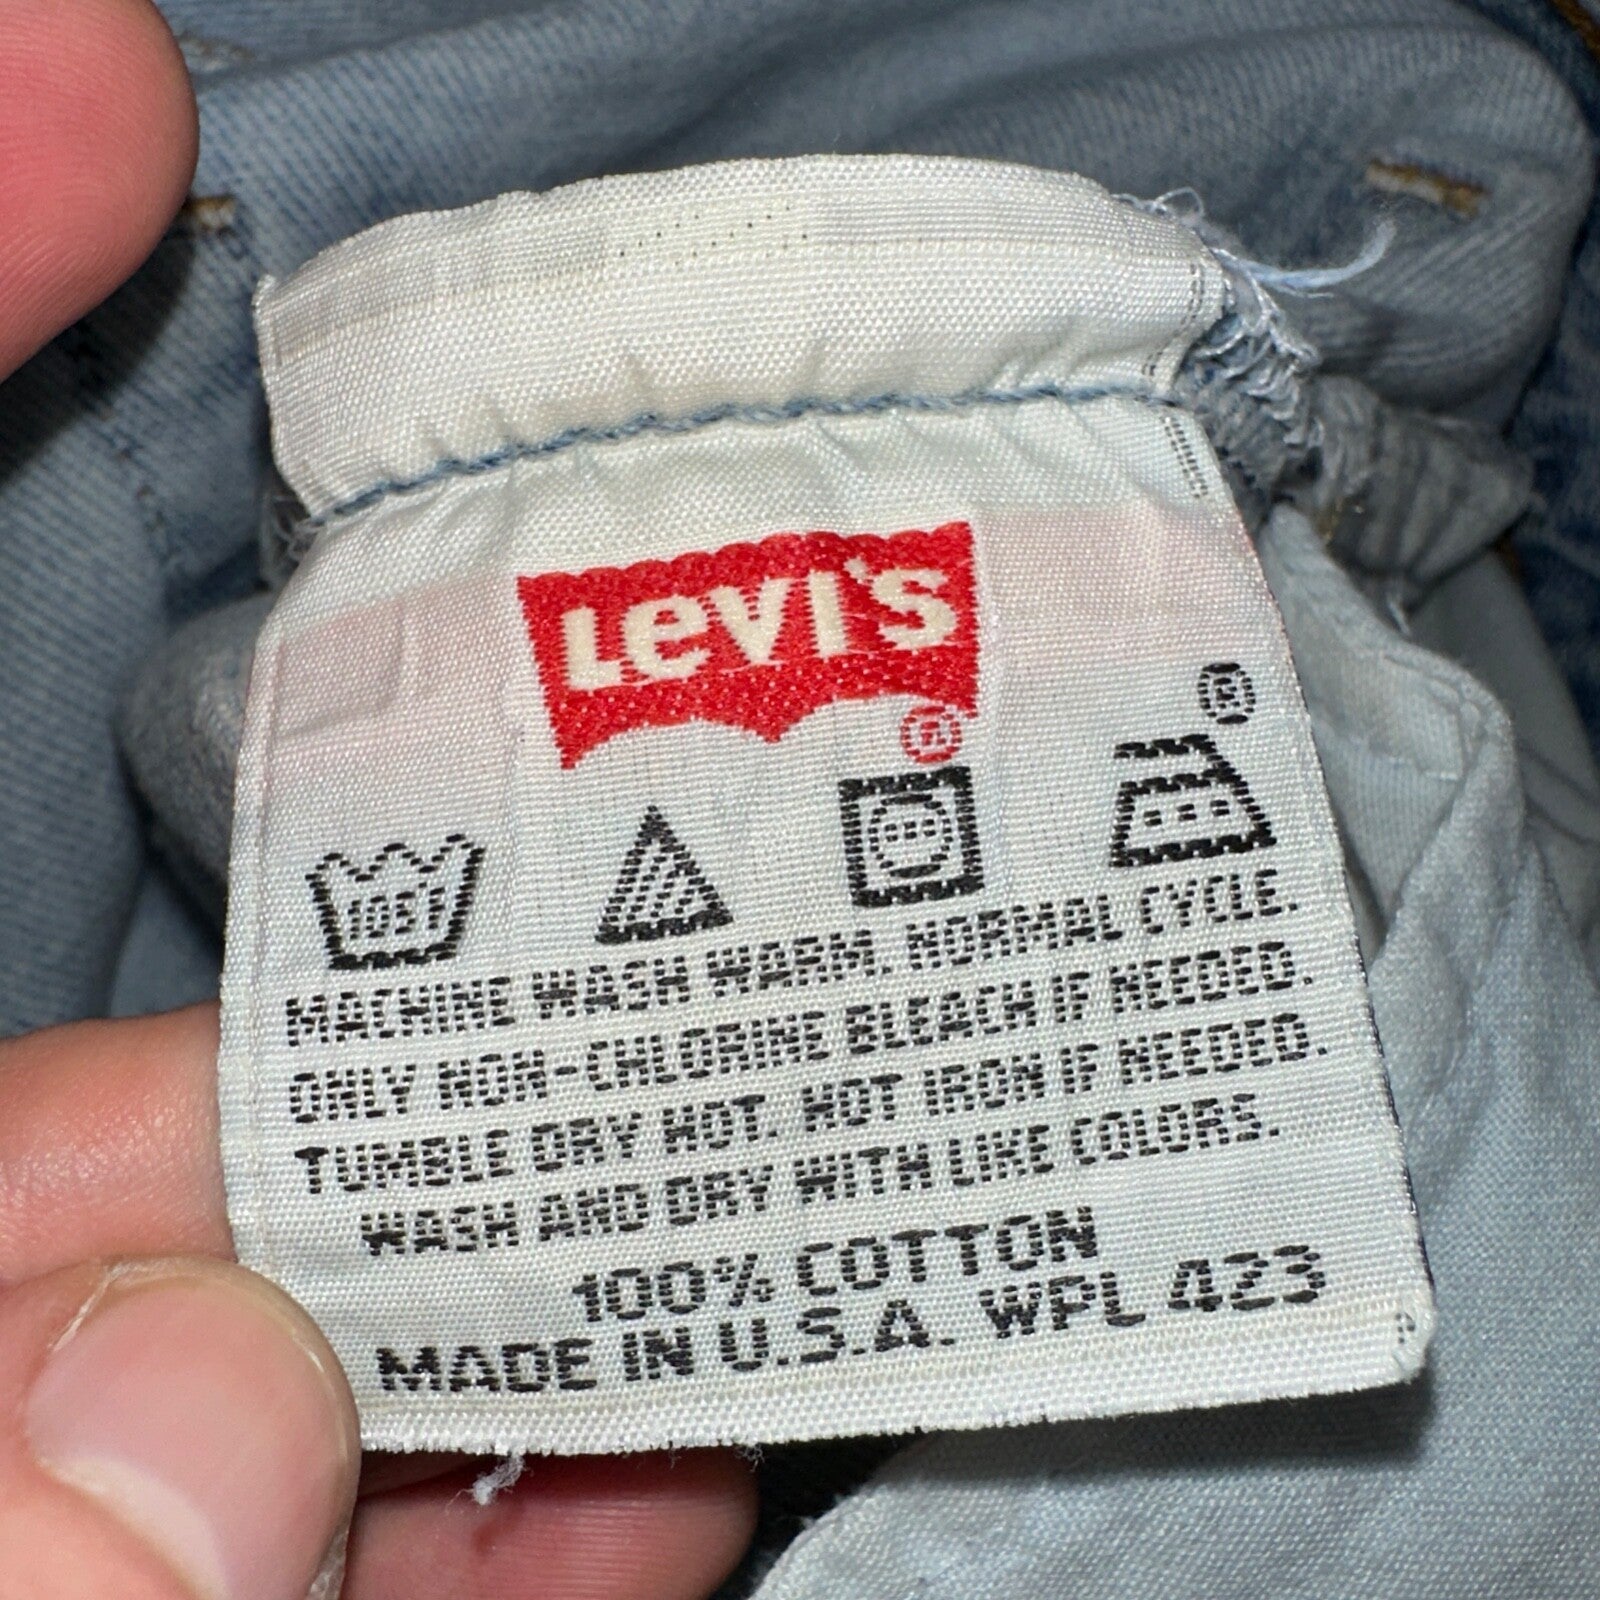 Levi's
®
®
105F
MACHINE WASH WARM. NORMAL CYCLE.
ONLY NON-CHLORINE BLEACH IF NEEDED.
TUMBLE DRY HOT. HOT IRON IF NEEDED.
WASH AND DRY WITH LIKE COLORS.
100% COTTON
MADE IN U.S.A. WPL 423